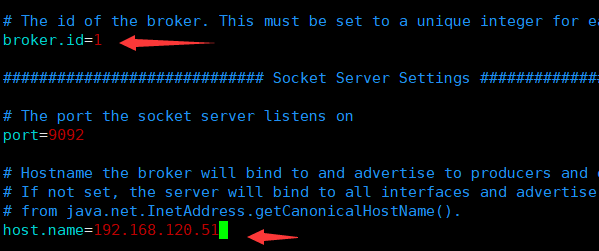 # The id of the broker. This must be set to a unique integer for ea
broker.id=1
############################# Socket Server Settings ##############
# The port the socket server listens on
port=9092
# Hostname the broker will bind to and advertise to producers and
# If not set, the server will bind to all interfaces and advertise
# from java.net.InetAddress.getCanonicalHostName().
host.name=192.168.120.51